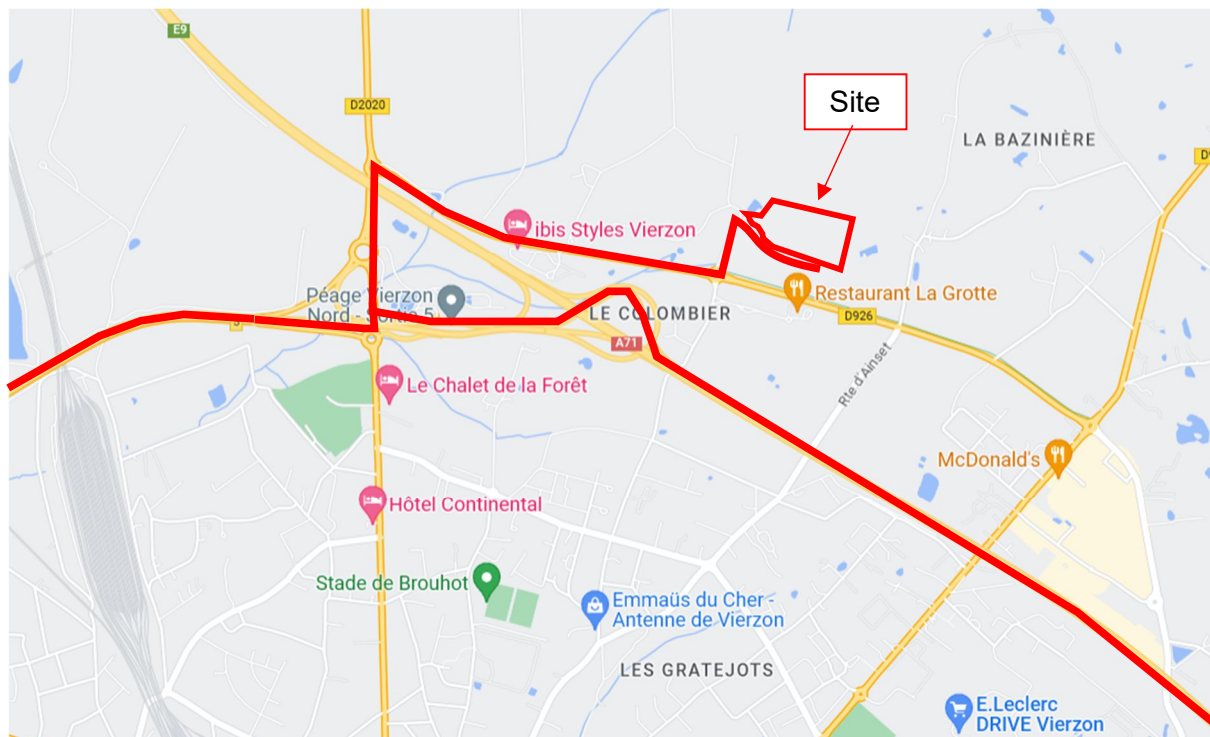 E9
D2020
Site
LA BAZINIÈRE
ibis Styles Vierzon
Péage Vierzon
Nord - Sortie 5
Restaurant La Grotte
LE COLOMBIER
D926
A71
Rte d'Ainset
Le Chalet de la Forêt
McDonald's
Hôtel Continental
Stade de Brouhot
Emmaüs du Cher -
Antenne de Vierzon
LES GRATEJOTS
E.Leclerc
DRIVE Vierzon